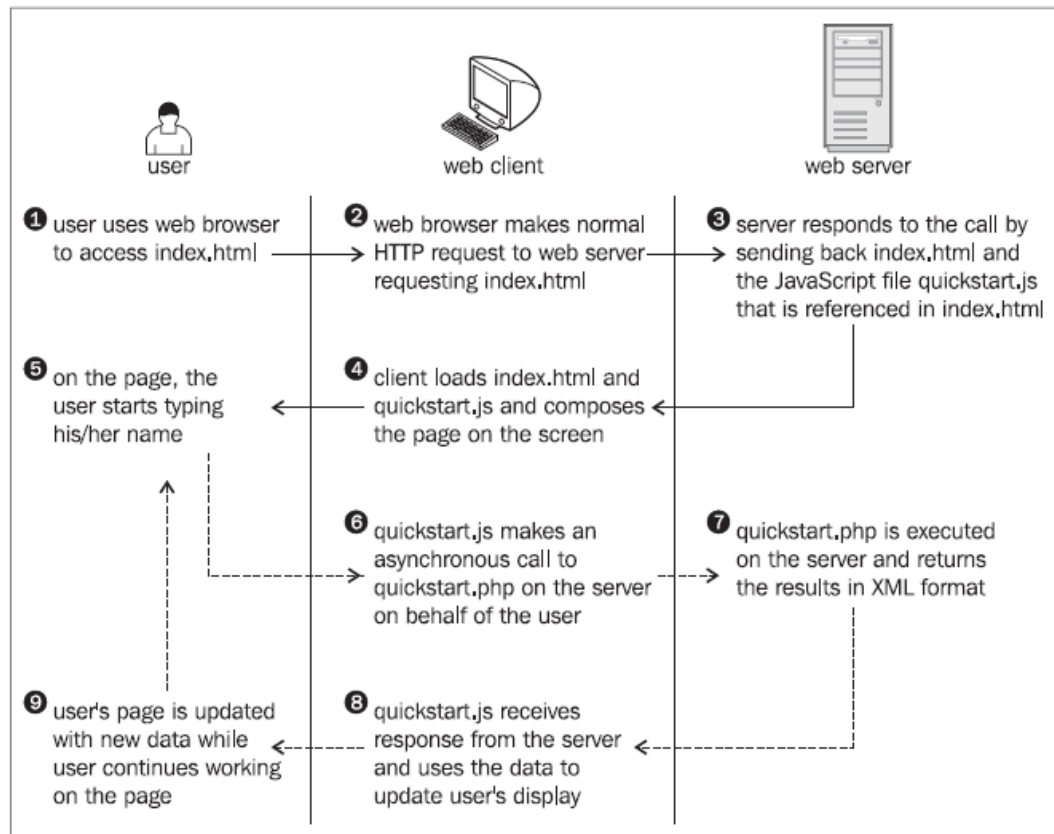 user
web client
web server
❶ user uses web browser
to access index.html
❷ web browser makes normal
HTTP request to web server
requesting index.html
❸ server responds to the call by
sending back index.html and
the JavaScript file quickstart.js
that is referenced in index.html
❺ on the page, the
user starts typing
his/her name
❹ client loads index.html and
quickstart.js and composes
the page on the screen
❻ quickstart.js makes an
asynchronous call to
quickstart.php on the server
on behalf of the user
❼ quickstart.php is executed
on the server and returns
the results in XML format
❾ user's page is updated
with new data while
user continues working
on the page
❽ quickstart.js receives
response from the server
and uses the data to
update user's display